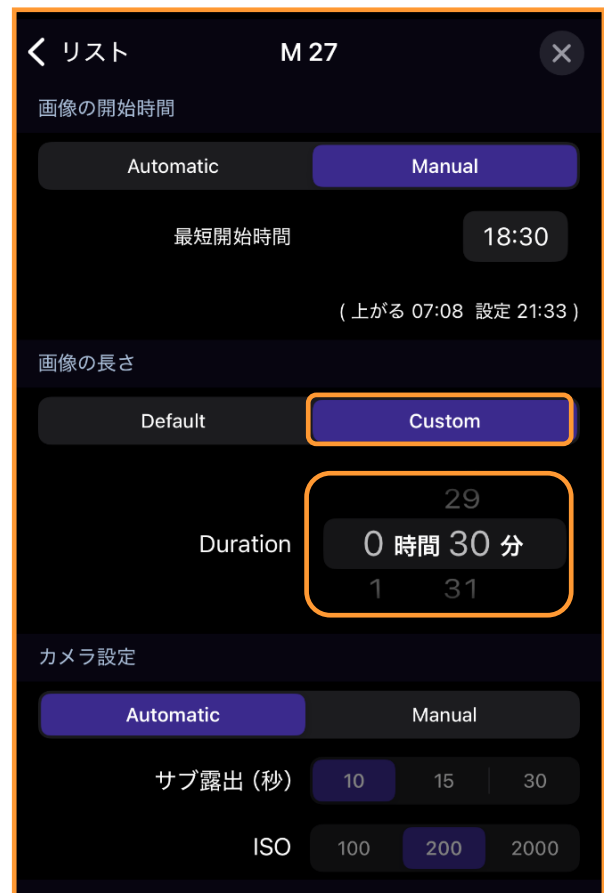 リスト M 27
画像の開始時間
Automatic Manual
最短開始時間 18:30
( 上がる 07:08 設定 21:33 )
画像の長さ
Default Custom
29
Duration 0 時間 30 分
1 31
カメラ設定
Automatic Manual
サブ露出 (秒) 10 15 30
ISO 100 200 2000